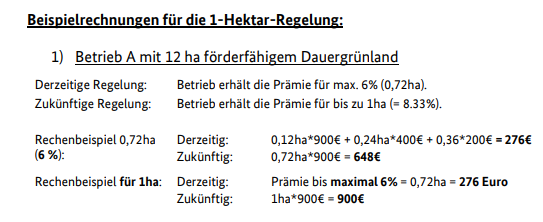 Beispielrechnungen für die 1-Hektar-Regelung:
1) Betrieb A mit 12 ha förderfähigem Dauergrünland
Derzeitige Regelung: Betrieb erhält die Prämie für max. 6% (0,72ha).
Zukünftige Regelung: Betrieb erhält die Prämie für bis zu 1ha (= 8.33%).
Rechenbeispiel 0,72ha Derzeitig: 0,12ha*900€ + 0,24ha*400€ + 0,36*200€ = 276€
(6 %): Zukünftig: 0,72ha*900€ = 648€
Rechenbeispiel für 1ha: Derzeitig: Prämie bis maximal 6% = 0,72ha = 276 Euro
Zukünftig: 1ha*900€ = 900€